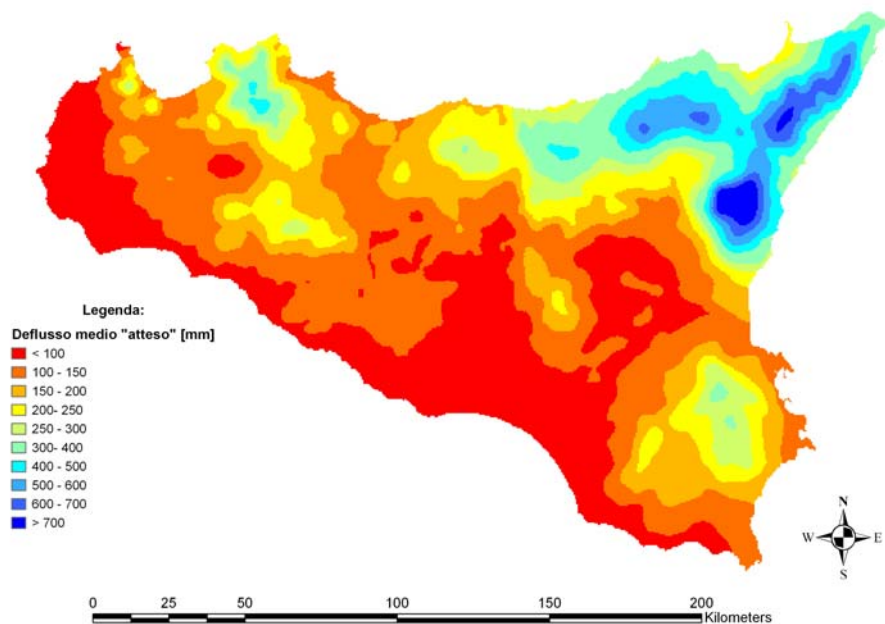 Legenda:
Deflusso medio "atteso" [mm]
< 100
100 - 150
150 - 200
200- 250
250 - 300
300- 400
400 - 500
500 - 600
600 - 700
> 700
N
W E
S
0 25 50 100 150 200
Kilometers